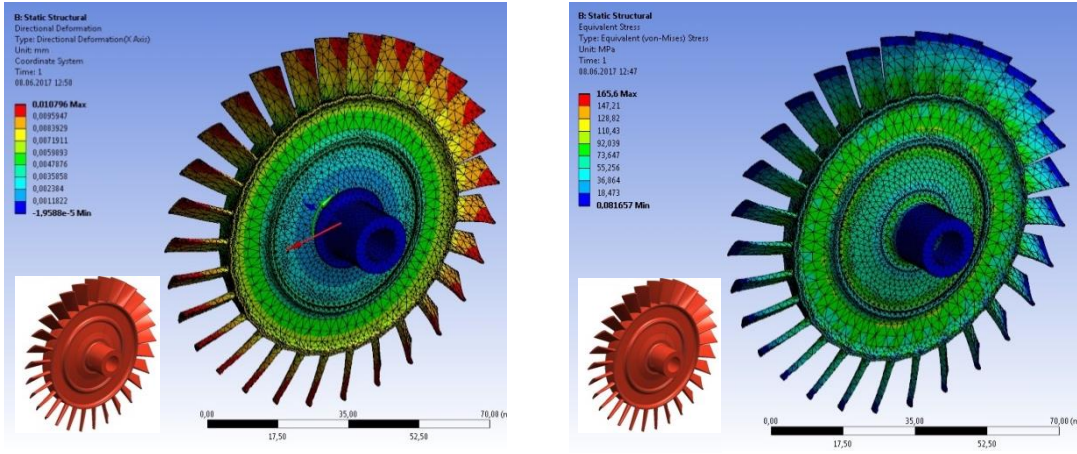 B: Static Structural
Directional Deformation
Type: Directional Deformation(X Axis)
Unit: mm
Coordinate System
Time: 1
08.06.2017 12:50
0,010796 Max
0,0095947
0,0083929
0,0071911
0,0059893
0,0047876
0,0035858
0,002384
0,0011822
-1,9588e-5 Min
0,00
35,00
70,00 (n
17,50
52,50
B: Static Structural
Equivalent Stress
Type: Equivalent (von-Mises) Stress
Unit: MPa
Time: 1
08.06.2017 12:47
165,6 Max
147,21
128,82
110,43
92,039
73,647
55,256
36,864
18,473
0,081657 Min
0,00
35,00
70,00 (n
17,50
52,50